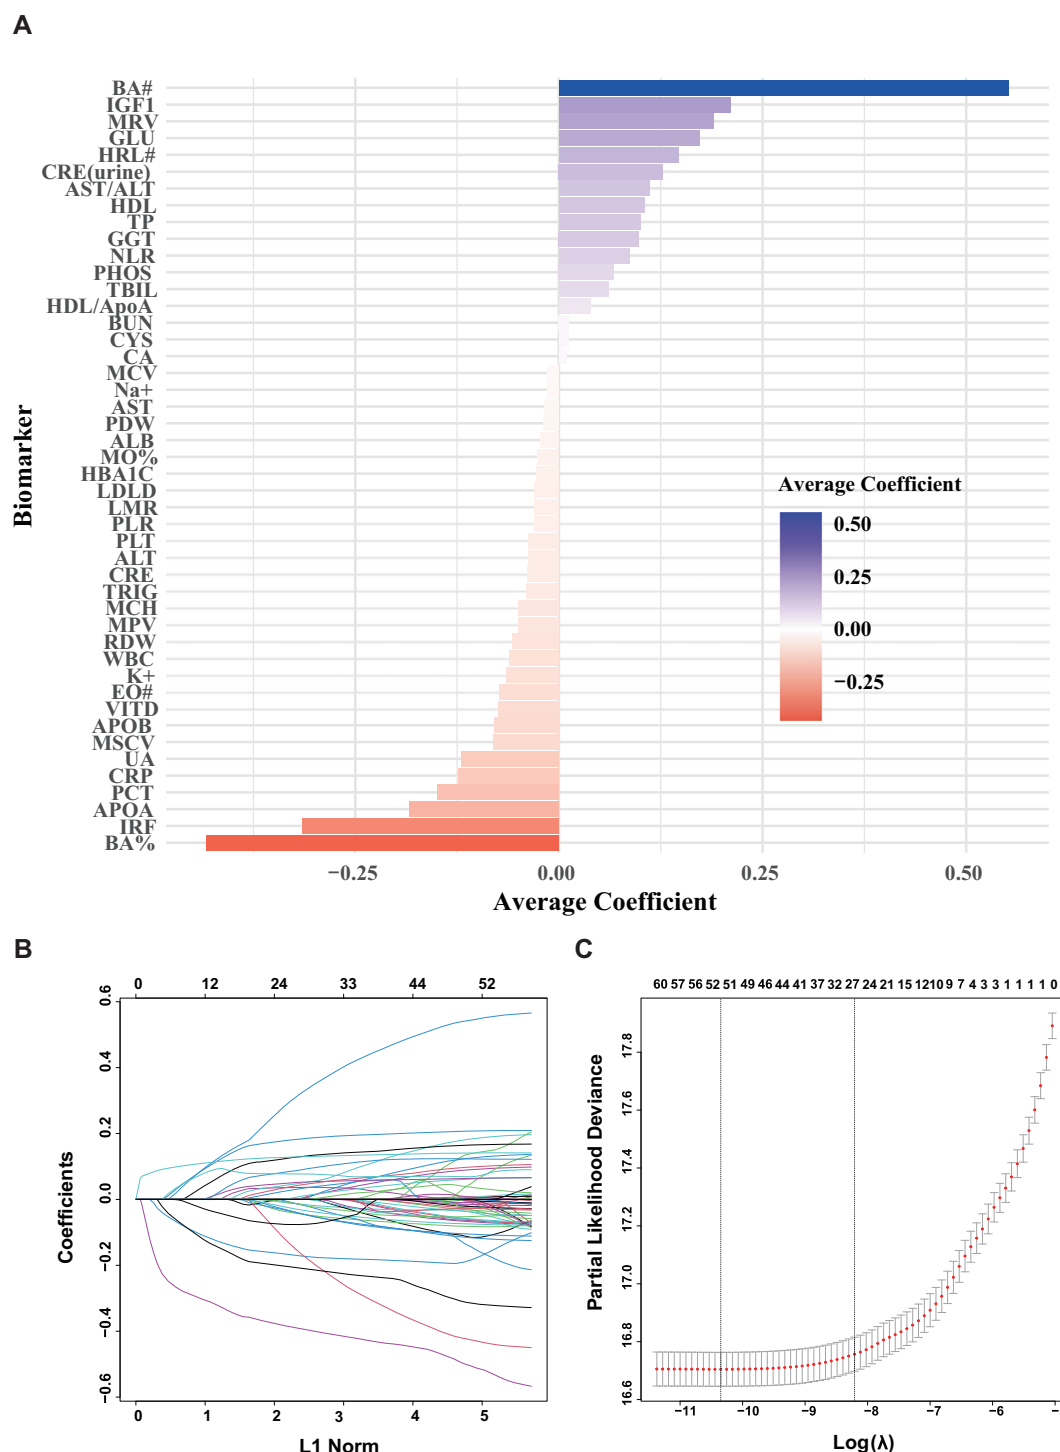 A
BA#
IGF1
MRV
GLU
HRL#
CRE(urine)
AST/ALT
HDL
TP
GGT
NLR
PHOS
TBIL
HDL/ApoA
BUN
CYS
CA
MCV
Na+
AST
PDW
ALB
MO%
HBA1C
LDLD
LMR
PLR
PLT
ALT
CRE
TRIG
MCH
MPV
RDW
WBC
K+
EO#
VITD
APOB
MSCV
UA
CRP
PCT
APOA
IRF
BA%
Biomarker
−0.25 0.00 0.25 0.50
Average Coefficient
Average Coefficient
0.50
0.25
0.00
−0.25
B
0 12 24 33 44 52
0.6
0.4
0.2
0.0
−0.2
−0.4
−0.6
Coefficients
0 1 2 3 4 5
L1 Norm
C
60 57 56 52 51 49 46 44 41 37 32 27 24 21 15 1210 9 7 4 3 3 1 1 1 1 0
17.8
17.6
17.4
17.2
17.0
16.8
16.6
Partial Likelihood Deviance
−11 −10 −9 −8 −7 −6 −
Log(λ)